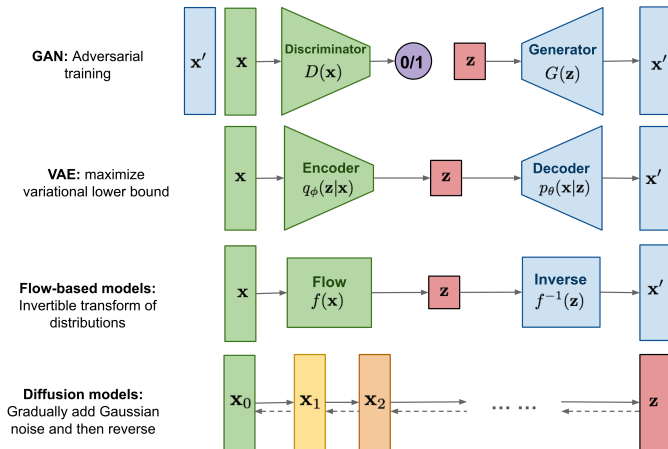 GAN: Adversarial
training
x′
x
Discriminator
D(x)
0/1
z
Generator
G(z)
x′
VAE: maximize
variational lower bound
x
Encoder
qϕ(z|x)
z
Decoder
pθ(x|z)
x′
Flow-based models:
Invertible transform of
distributions
x
Flow
f(x)
z
Inverse
f⁻¹(z)
x′
Diffusion models:
Gradually add Gaussian
noise and then reverse
x₀
x₁
x₂
... ...
z